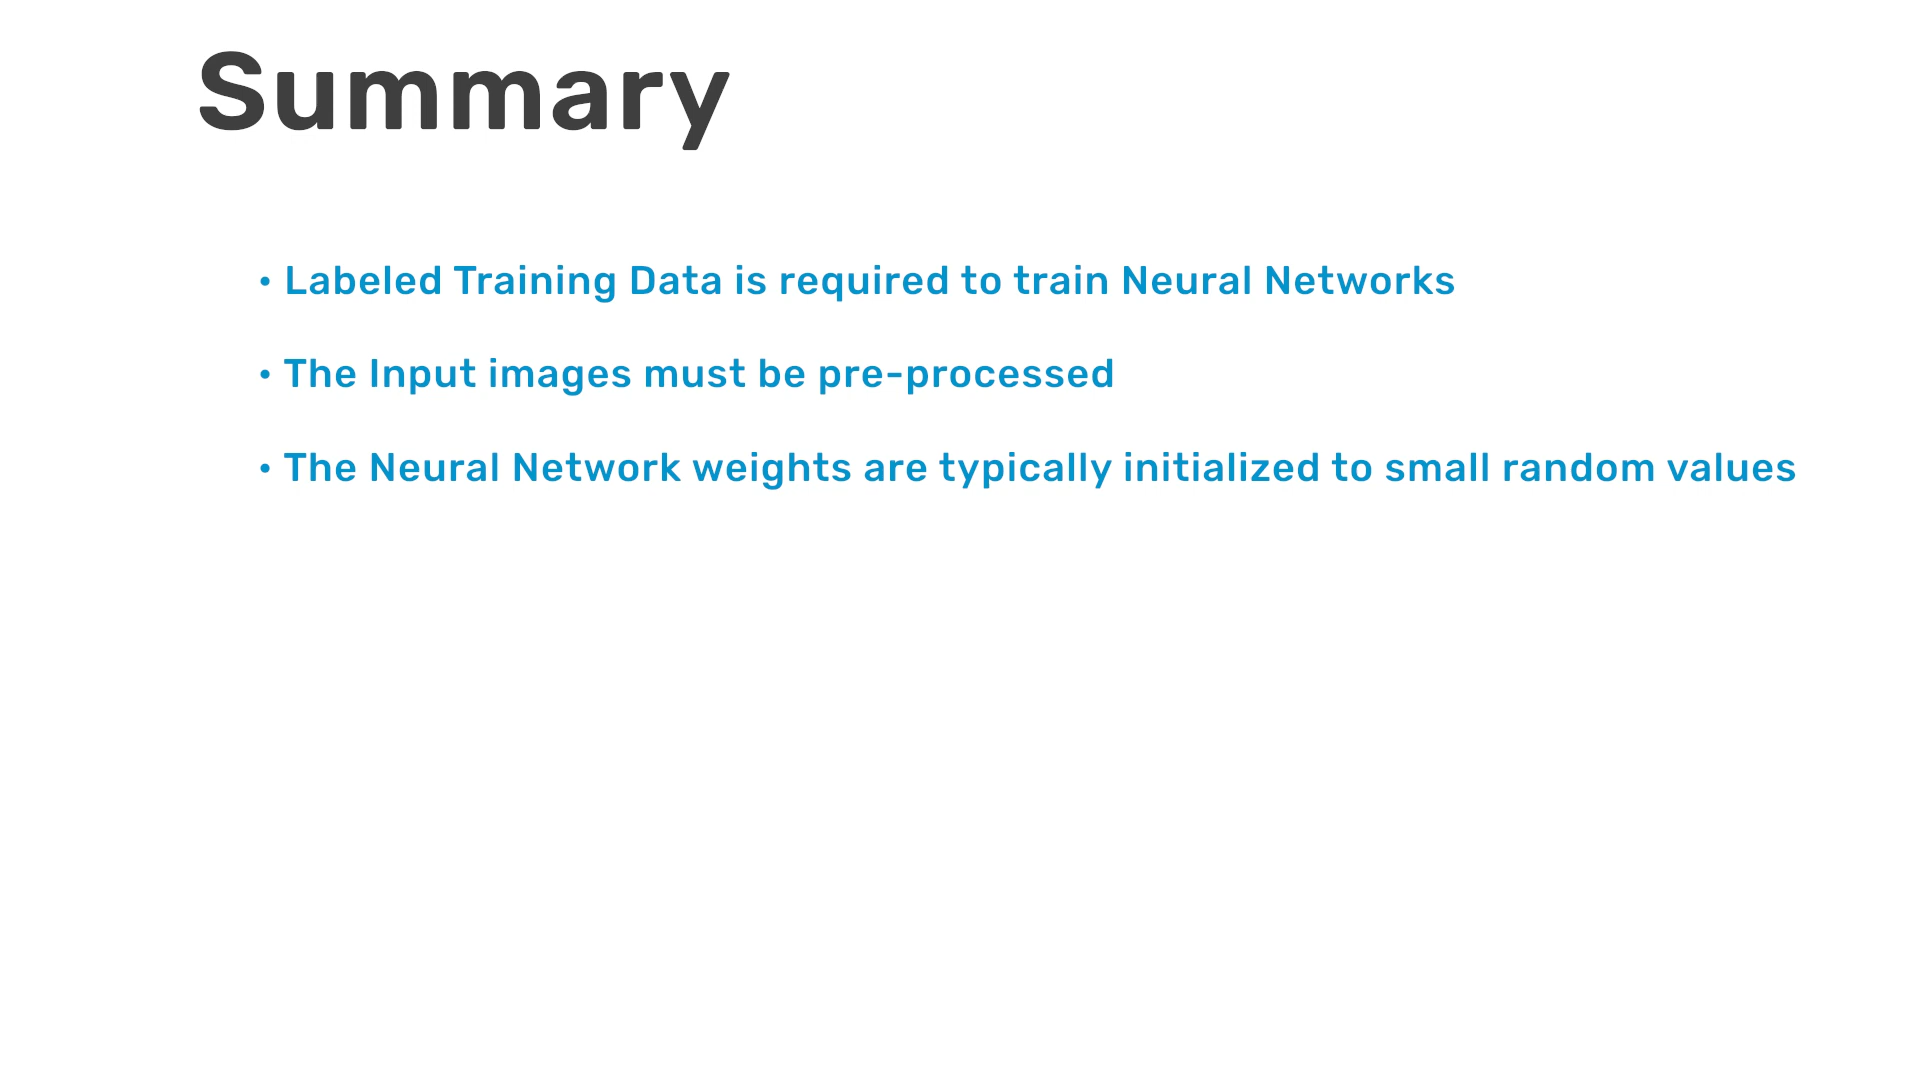 Summary
• Labeled Training Data is required to train Neural Networks
• The Input images must be pre-processed
• The Neural Network weights are typically initialized to small random values